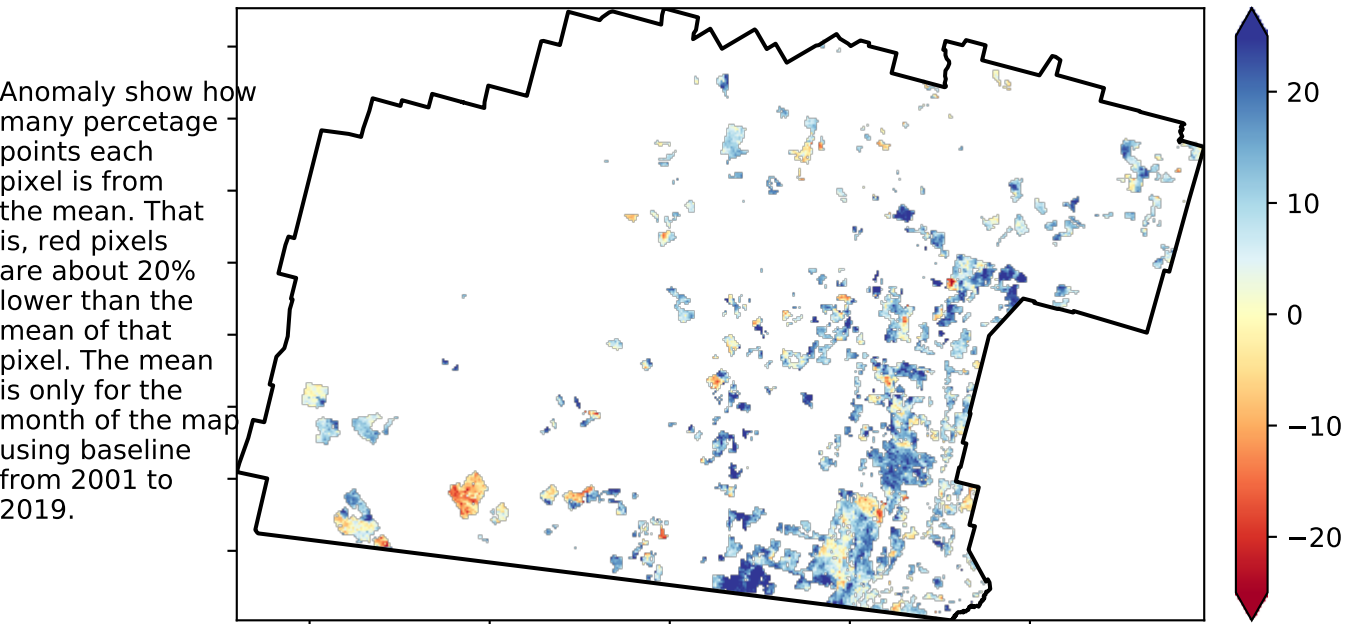 Anomaly show how
many percetage
points each
pixel is from
the mean. That
is, red pixels
are about 20%
lower than the
mean of that
pixel. The mean
is only for the
month of the map
using baseline
from 2001 to
2019.
20
10
0
−10
−20